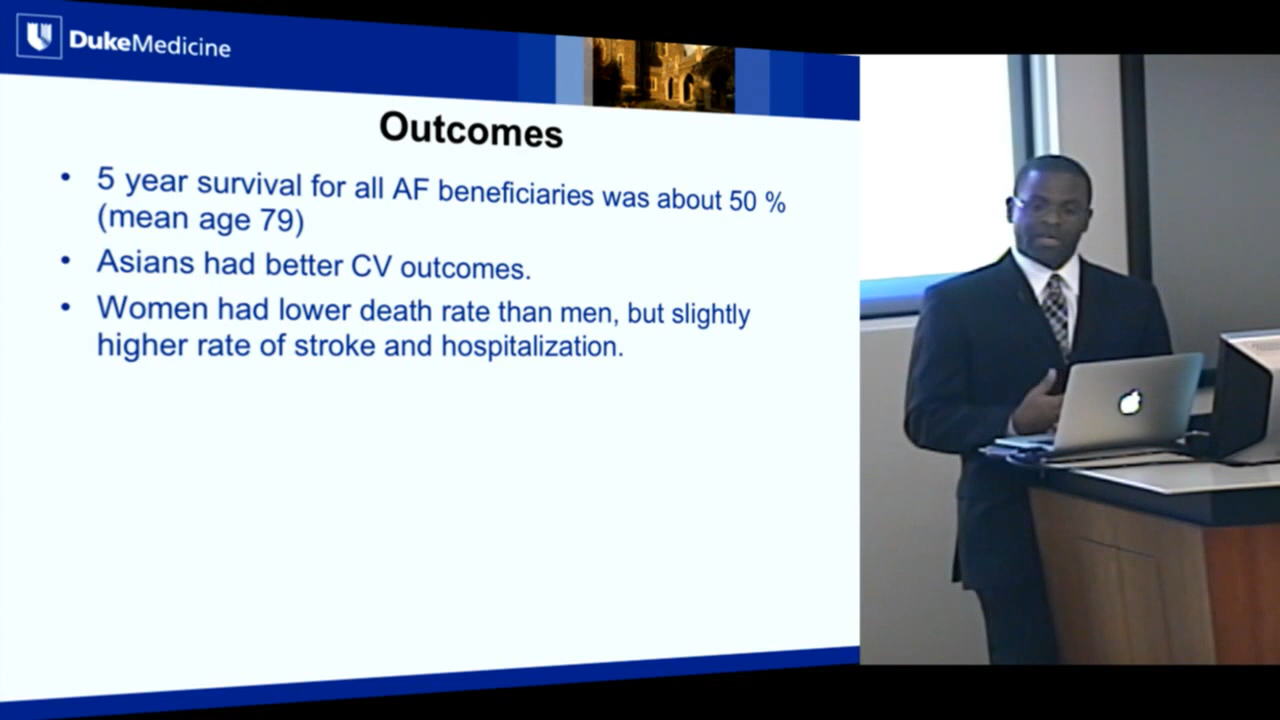 DukeMedicine
Outcomes
• 5 year survival for all AF beneficiaries was about 50 %
(mean age 79)
• Asians had better CV outcomes.
• Women had lower death rate than men, but slightly
higher rate of stroke and hospitalization.